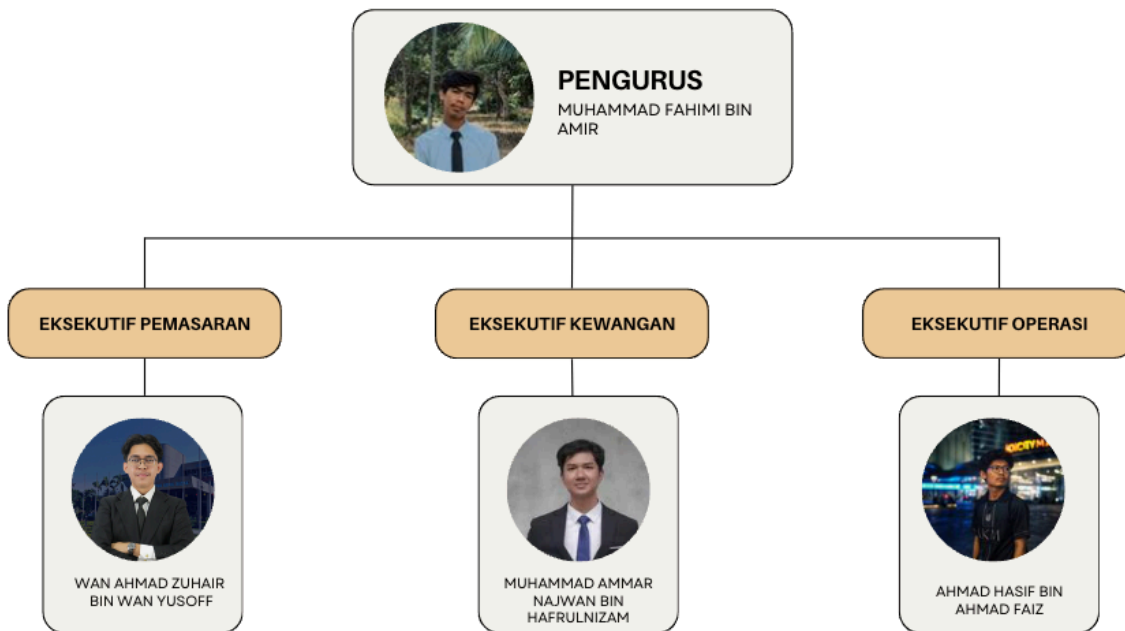 PENGURUS
MUHAMMAD FAHIMI BIN
AMIR
EKSEKUTIF PEMASARAN
EKSEKUTIF KEWANGAN
EKSEKUTIF OPERASI
WAN AHMAD ZUHAIR
BIN WAN YUSOFF
MUHAMMAD AMMAR
NAJWAN BIN
HAFRULNIZAM
AHMAD HASIF BIN
AHMAD FAIZ